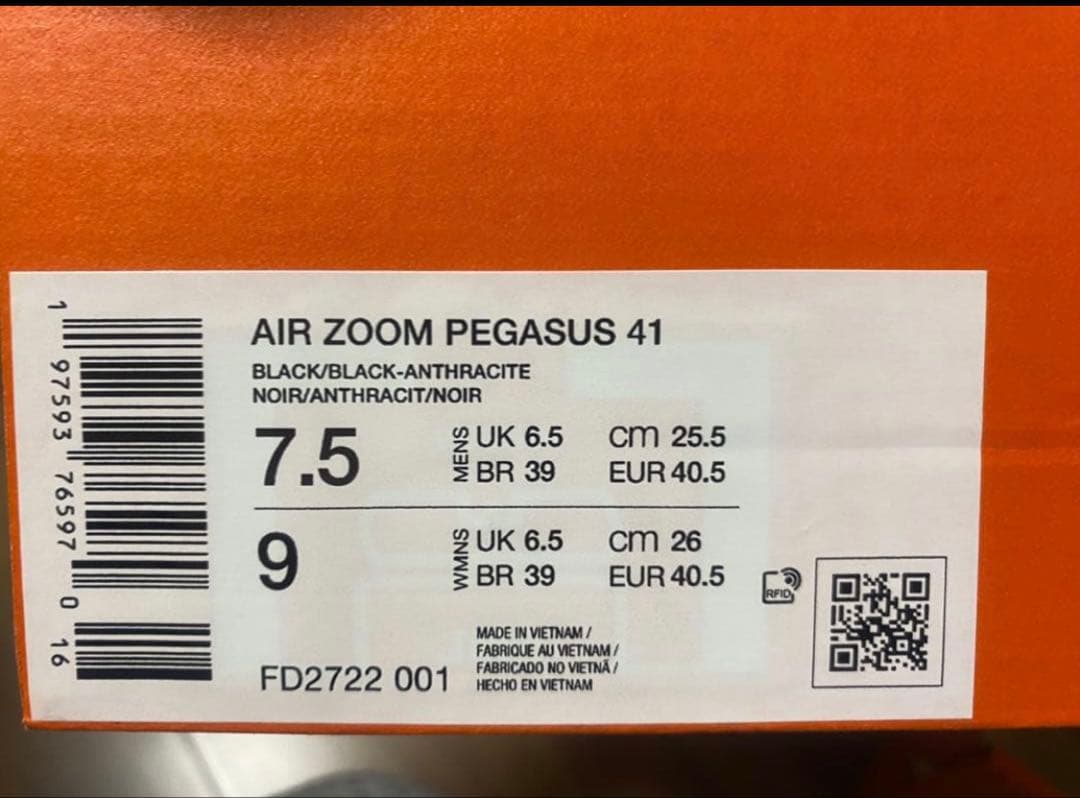 AIR ZOOM PEGASUS 41
BLACK/BLACK-ANTHRACITE
NOIR/ANTHRACIT/NOIR
7.5 MENS UK 6.5 cm 25.5
BR 39 EUR 40.5
9 WMNS UK 6.5 cm 26
BR 39 EUR 40.5
RFID
MADE IN VIETNAM /
FABRIQUE AU VIETNAM /
FABRICADO NO VIETNÃ /
HECHO EN VIETNAM
FD2722 001
1 97593 76597 0 16